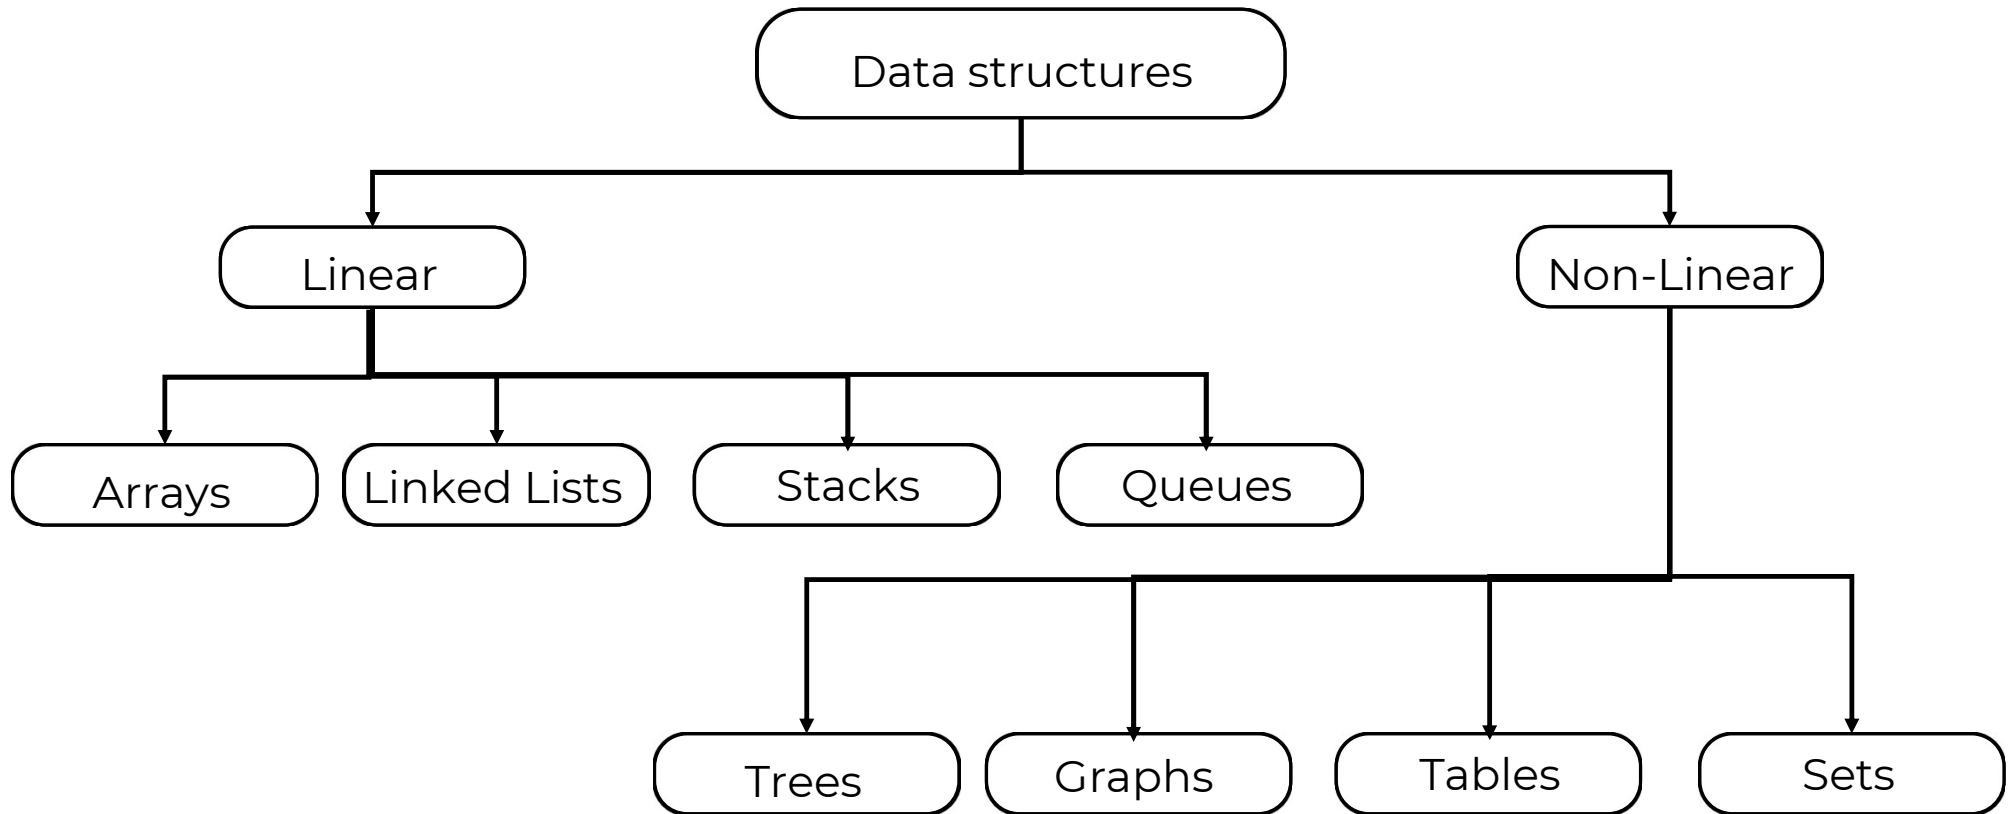 Data structures
Linear
Non-Linear
Arrays
Linked Lists
Stacks
Queues
Trees
Graphs
Tables
Sets